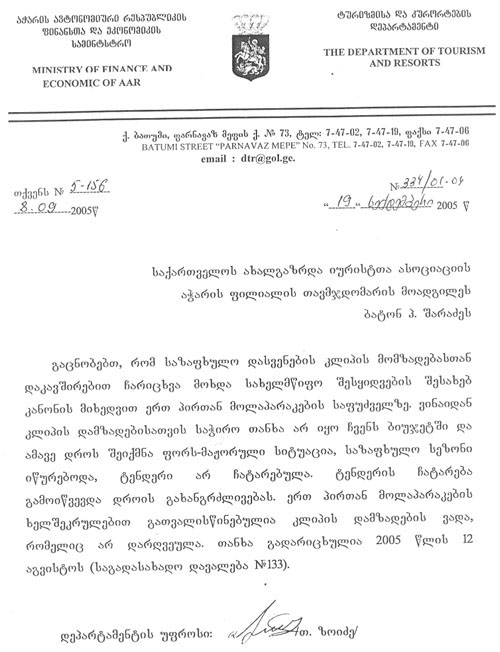 აჭარის ავტონომიური რესპუბლიკის
ფინანსთა და ეკონომიკის
სამინისტრო
MINISTRY OF FINANCE AND
ECONOMIC OF AAR
ტურიზმისა და კურორტების
დეპარტამენტი
THE DEPARTMENT OF TOURISM
AND RESORTS
ქ. ბათუმი, ფარნავაზ მეფის ქ. № 73, ტელ: 7-47-02, 7-47-19, ფაქსი 7-47-06
BATUMI STREET "PARNAVAZ MEPE" No. 73, TEL. 7-47-02, 7-47-19, FAX 7-47-06
email : dtr@gol.ge.
თქვენს № 5-156
8.09 2005წ
№ 334/01-04
"19" სექტემბერი 2005 წ
საქართველოს ახალგაზრდა იურისტთა ასოციაციის
აჭარის ფილიალის თავმჯდომარის მოადგილეს
ბატონ პ. შარაძეს
გაცნობებთ, რომ საზაფხულო დასვენების კლიპის მომზადებასთან
დაკავშირებით ჩარიცხვა მოხდა სახელმწიფო შესყიდვების შესახებ
კანონის მიხედვით ერთ პირთან მოლაპარაკების საფუძველზე. ვინაიდან
კლიპის დამზადებისათვის საჭირო თანხა არ იყო ჩვენს ბიუჯეტში და
ამავე დროს შეიქმნა ფორს-მაჟორული სიტუაცია, საზაფხულო სეზონი
იწურებოდა, ტენდერი არ ჩატარებულა. ტენდერის ჩატარება
გამოიწვევდა დროის გახანგრძლივებას. ერთ პირთან მოლაპარაკების
ხელშეკრულებით გათვალისწინებულია კლიპის დამზადების ვადა,
რომელიც არ დარღვეულა. თანხა გადარიცხულია 2005 წლის 12
აგვისტოს (საგადასახადო დავალება №133).
დეპარტამენტის უფროსი: /თ. ზოიძე/